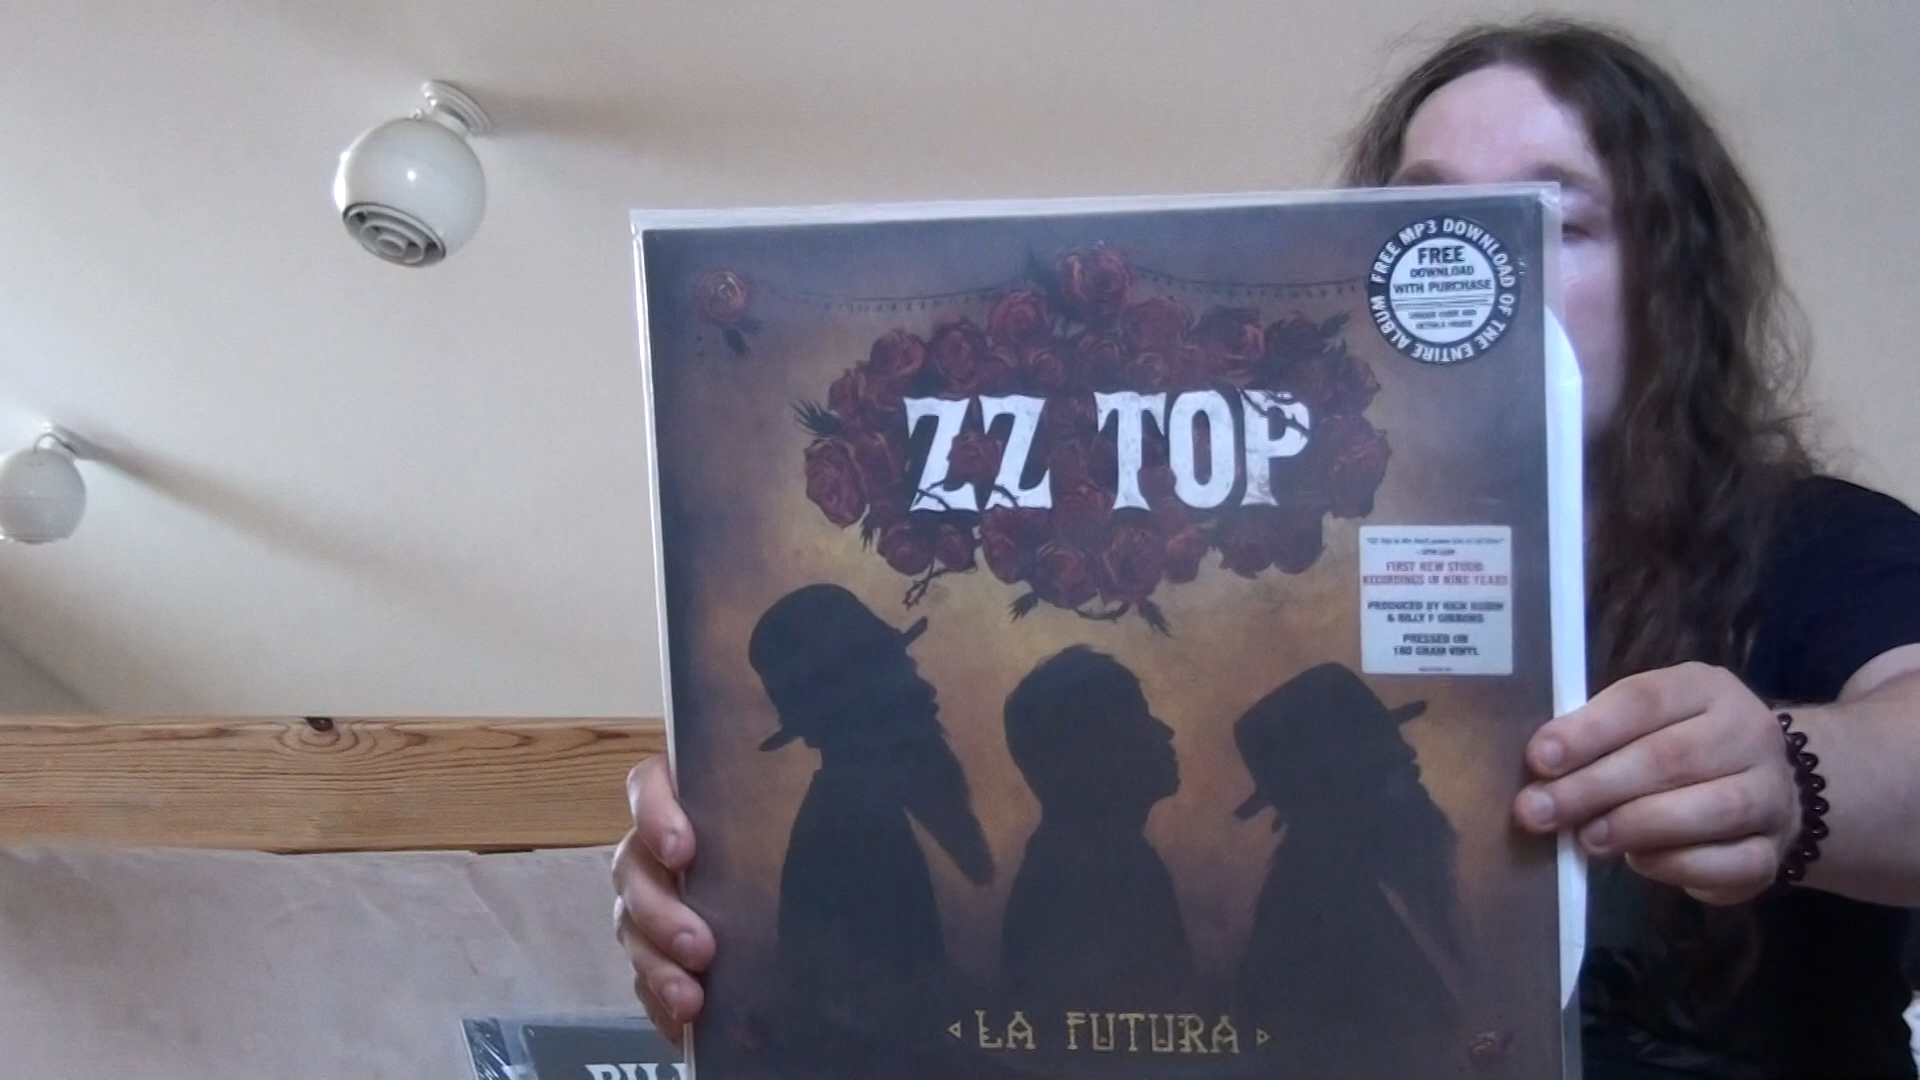 FREE MP3 DOWNLOAD OF THE ENTIRE ALBUM
FREE
DOWNLOAD
WITH PURCHASE
ZZ TOP
FIRST NEW STUDIO
RECORDINGS IN NINE YEARS
PRODUCED BY RICK RUBIN
& BILLY F GIBBONS
PRESSED ON
180 GRAM VINYL
LA FUTURA